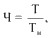 Ч = T / Tн ,